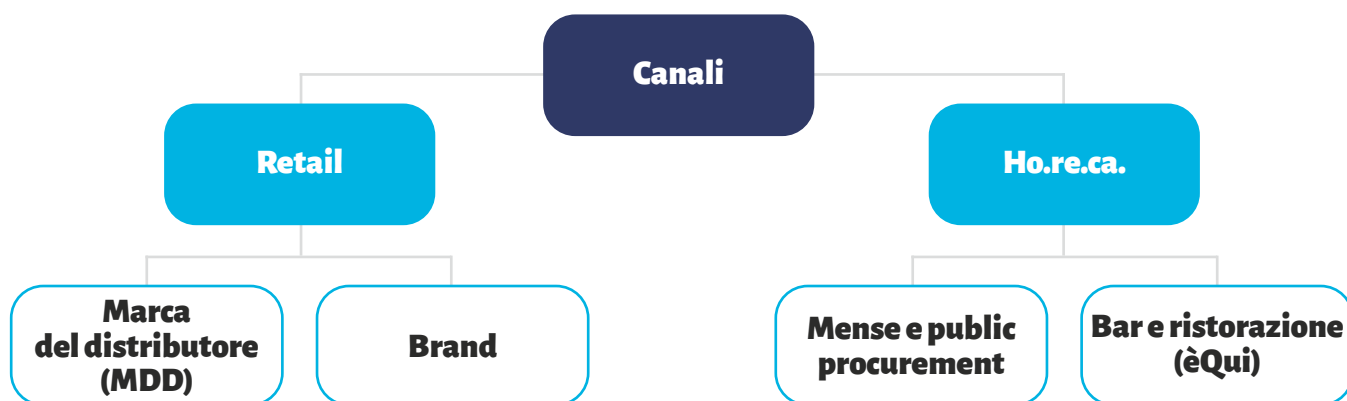 Canali
Retail
Ho.re.ca.
Marca
del distributore
(MDD)
Brand
Mense e public
procurement
Bar e ristorazione
(èQui)